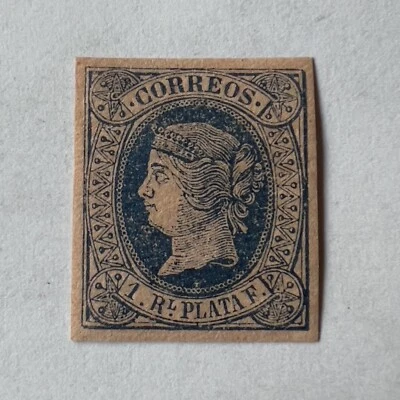 · CORREOS ·
1. RL PLATA F.